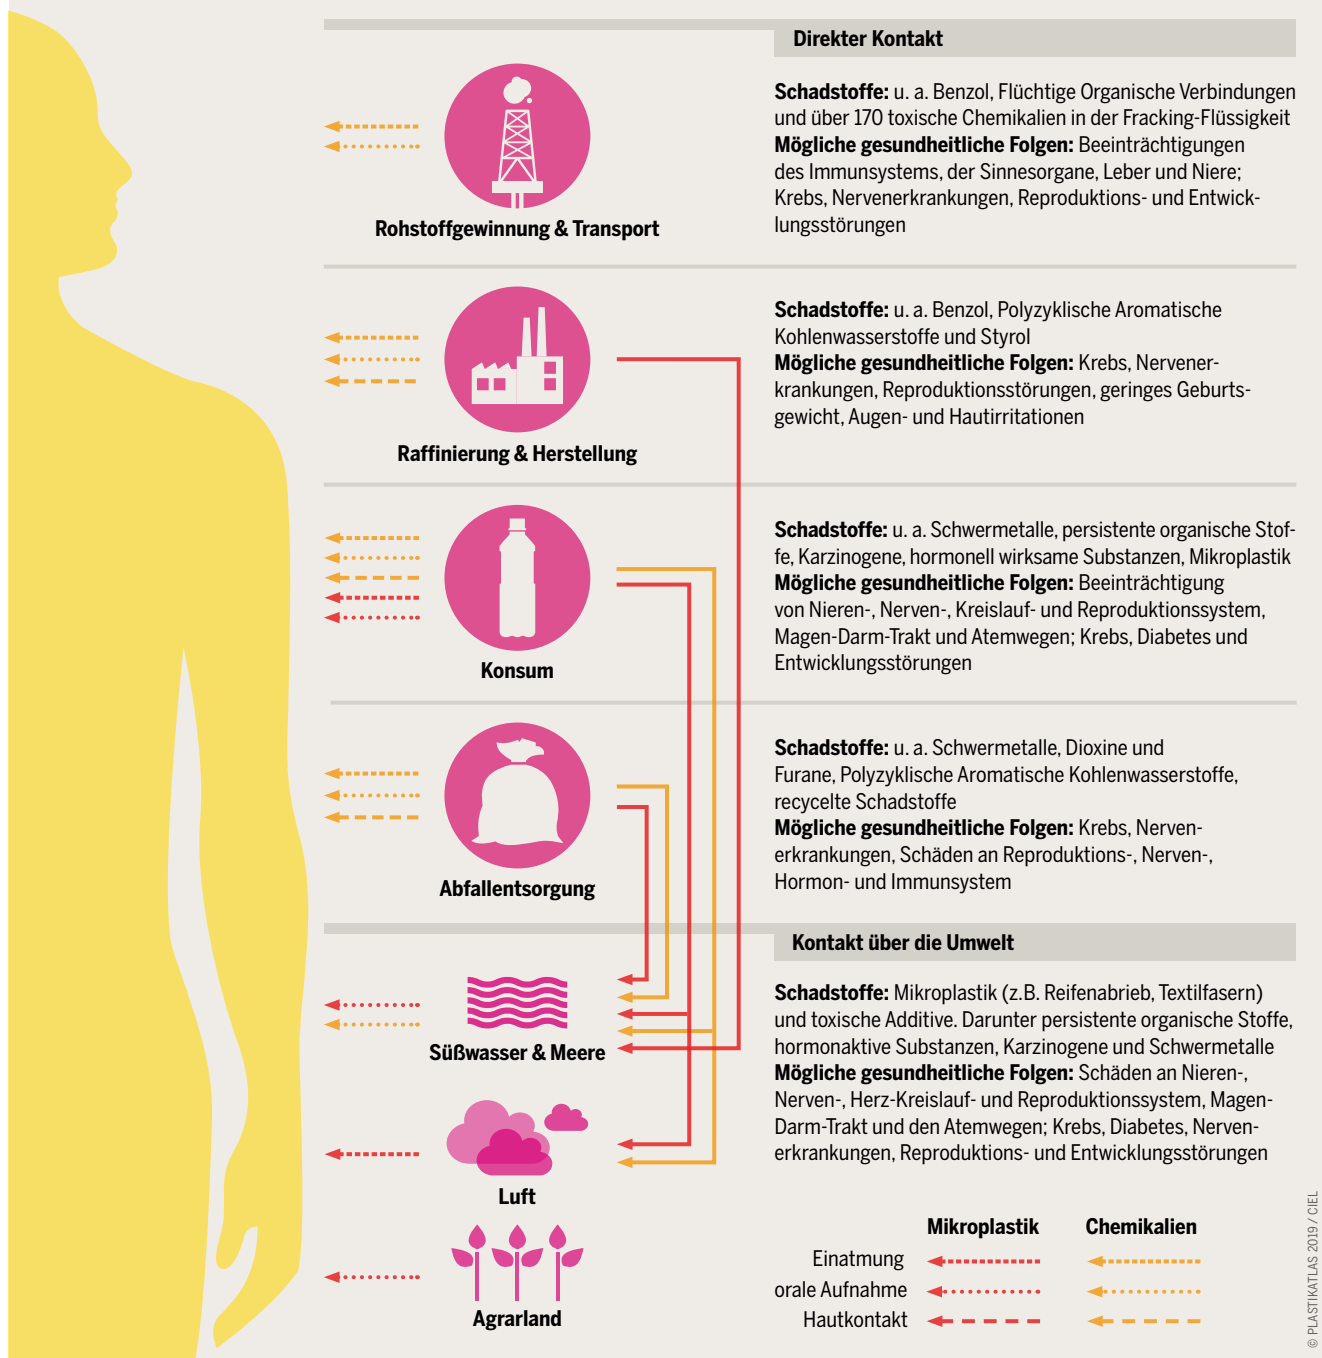 Direkter Kontakt
Rohstoffgewinnung & Transport
Schadstoffe: u. a. Benzol, Flüchtige Organische Verbindungen
und über 170 toxische Chemikalien in der Fracking-Flüssigkeit
Mögliche gesundheitliche Folgen: Beeinträchtigungen
des Immunsystems, der Sinnesorgane, Leber und Niere;
Krebs, Nervenerkrankungen, Reproduktions- und Entwick-
lungsstörungen
Raffinierung & Herstellung
Schadstoffe: u. a. Benzol, Polyzyklische Aromatische
Kohlenwasserstoffe und Styrol
Mögliche gesundheitliche Folgen: Krebs, Nervener-
krankungen, Reproduktionsstörungen, geringes Geburts-
gewicht, Augen- und Hautirritationen
Konsum
Schadstoffe: u. a. Schwermetalle, persistente organische Stof-
fe, Karzinogene, hormonell wirksame Substanzen, Mikroplastik
Mögliche gesundheitliche Folgen: Beeinträchtigung
von Nieren-, Nerven-, Kreislauf- und Reproduktionssystem,
Magen-Darm-Trakt und Atemwegen; Krebs, Diabetes und
Entwicklungsstörungen
Abfallentsorgung
Schadstoffe: u. a. Schwermetalle, Dioxine und
Furane, Polyzyklische Aromatische Kohlenwasserstoffe,
recycelte Schadstoffe
Mögliche gesundheitliche Folgen: Krebs, Nerven-
erkrankungen, Schäden an Reproduktions-, Nerven-,
Hormon- und Immunsystem
Kontakt über die Umwelt
Süßwasser & Meere
Luft
Agrarland
Schadstoffe: Mikroplastik (z.B. Reifenabrieb, Textilfasern)
und toxische Additive. Darunter persistente organische Stoffe,
hormonaktive Substanzen, Karzinogene und Schwermetalle
Mögliche gesundheitliche Folgen: Schäden an Nieren-,
Nerven-, Herz-Kreislauf- und Reproduktionssystem, Magen-
Darm-Trakt und den Atemwegen; Krebs, Diabetes, Nerven-
erkrankungen, Reproduktions- und Entwicklungsstörungen
Mikroplastik Chemikalien
Einatmung
orale Aufnahme
Hautkontakt
© PLASTIKATLAS 2019 / CIEL